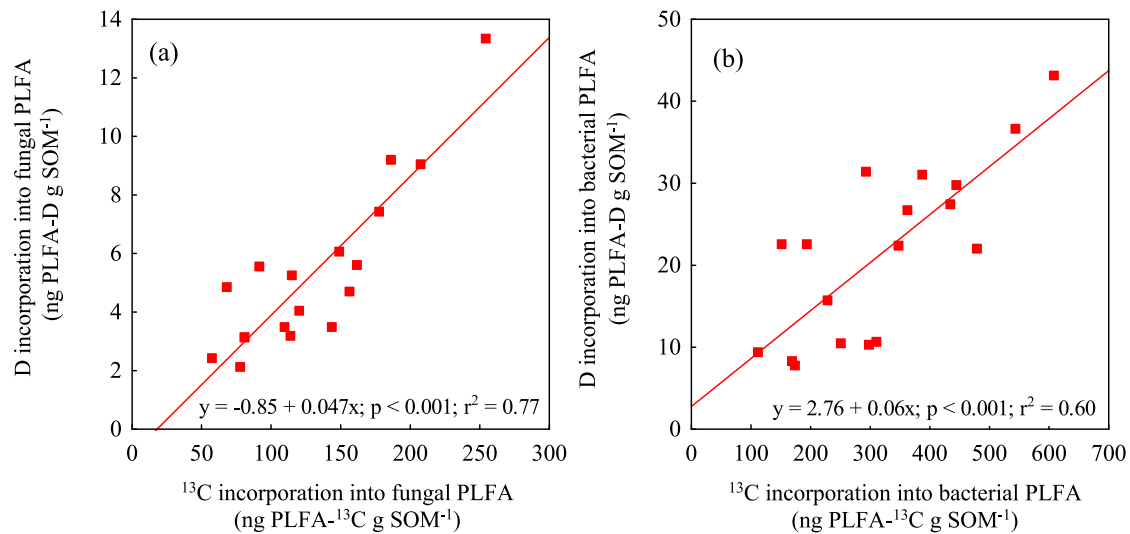 (a)
D incorporation into fungal PLFA
(ng PLFA-D g SOM⁻¹)
14
12
10
8
6
4
2
0
y = -0.85 + 0.047x; p < 0.001; r² = 0.77
0 50 100 150 200 250 300
¹³C incorporation into fungal PLFA
(ng PLFA-¹³C g SOM⁻¹)
(b)
D incorporation into bacterial PLFA
(ng PLFA-D g SOM⁻¹)
50
40
30
20
10
0
y = 2.76 + 0.06x; p < 0.001; r² = 0.60
0 100 200 300 400 500 600 700
¹³C incorporation into bacterial PLFA
(ng PLFA-¹³C g SOM⁻¹)